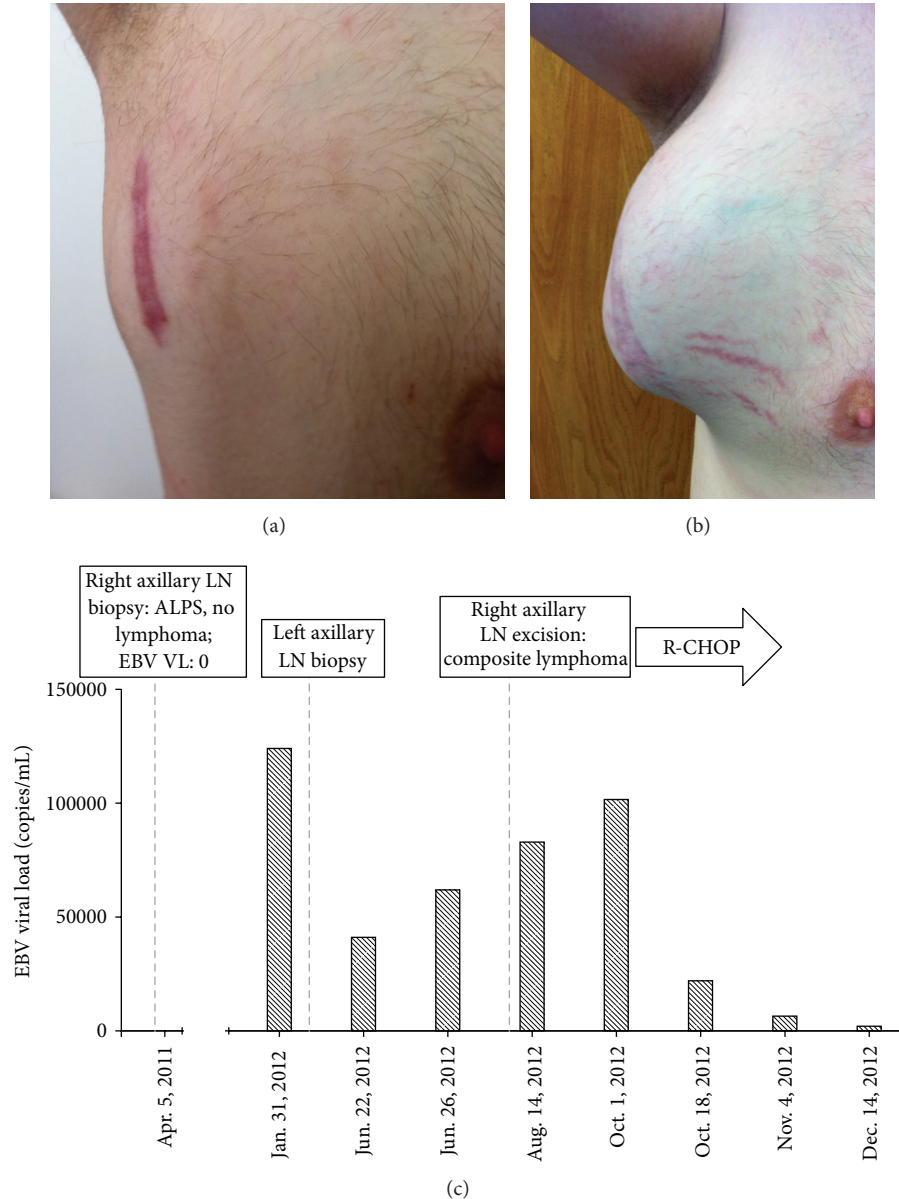 (a)
(b)
Right axillary LN
biopsy: ALPS, no
lymphoma;
EBV VL: 0
Left axillary
LN biopsy
Right axillary
LN excision:
composite lymphoma
R-CHOP
EBV viral load (copies/mL)
150000
100000
50000
0
Apr. 5, 2011
Jan. 31, 2012
Jun. 22, 2012
Jun. 26, 2012
Aug. 14, 2012
Oct. 1, 2012
Oct. 18, 2012
Nov. 4, 2012
Dec. 14, 2012
(c)